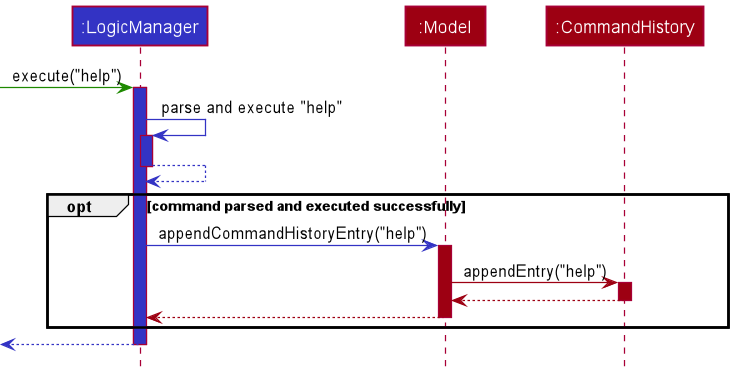 :LogicManager
:Model
:CommandHistory
execute("help")
parse and execute "help"
opt
[command parsed and executed successfully]
appendCommandHistoryEntry("help")
appendEntry("help")